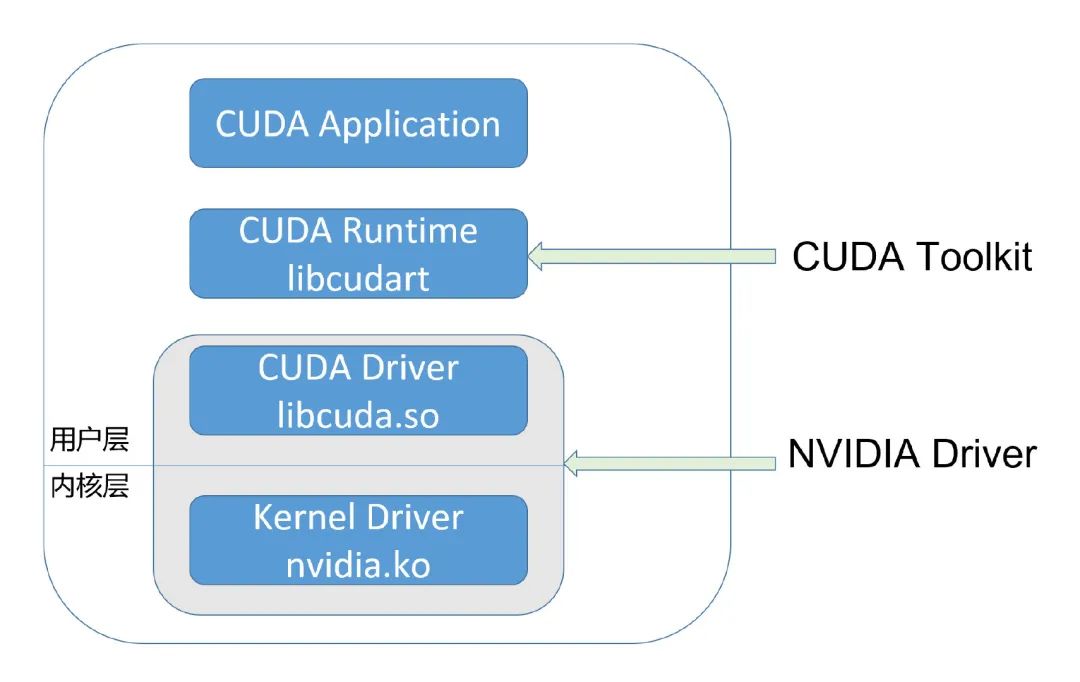 CUDA Application
CUDA Runtime
libcudart
CUDA Toolkit
CUDA Driver
libcuda.so
用户层
内核层
NVIDIA Driver
Kernel Driver
nvidia.ko